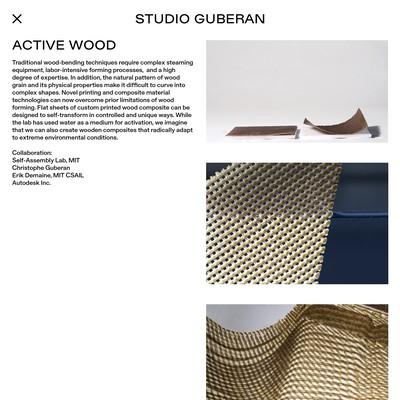 STUDIO GUBERAN
ACTIVE WOOD
Traditional wood-bending techniques require complex steaming
equipment, labor-intensive forming processes, and a high
degree of expertise. In addition, the natural pattern of wood
grain and its physical properties make it difficult to curve into
complex shapes. Novel printing and composite material
technologies can now overcome prior limitations of wood
forming. Flat sheets of custom printed wood composite can be
designed to self-transform in controlled and unique ways. While
the lab has used water as a medium for activation, we imagine
that we can also create wooden composites that radically adapt
to extreme environmental conditions.
Collaboration:
Self-Assembly Lab, MIT
Christophe Guberan
Erik Demaine, MIT CSAIL
Autodesk Inc.